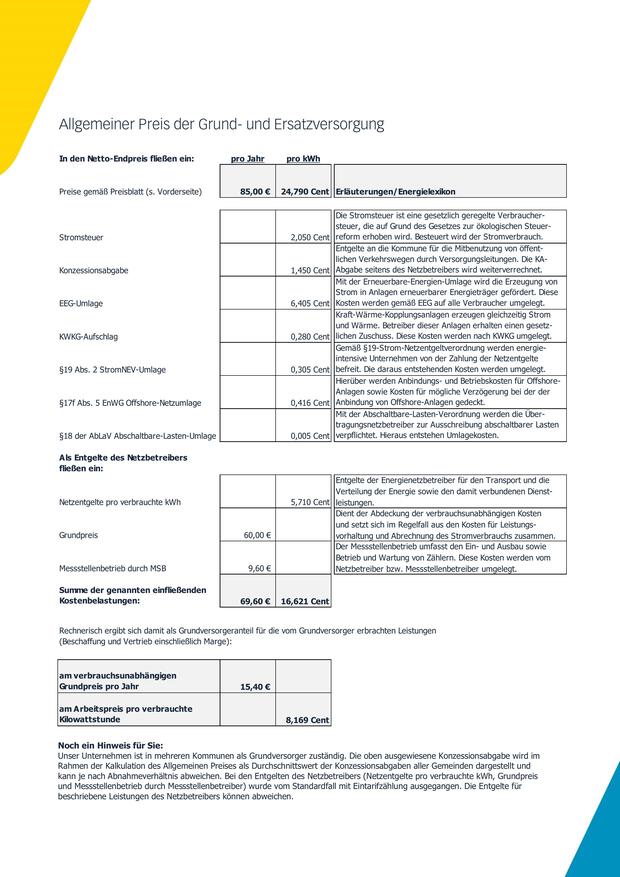 Allgemeiner Preis der Grund- und Ersatzversorgung
In den Netto-Endpreis fließen ein: pro Jahr pro kWh
Preise gemäß Preisblatt (s. Vorderseite) 85,00 € 24,790 Cent Erläuterungen/Energielexikon
Die Stromsteuer ist eine gesetzlich geregelte Verbraucher-
steuer, die auf Grund des Gesetzes zur ökologischen Steuer-
Stromsteuer 2,050 Cent reform erhoben wird. Besteuert wird der Stromverbrauch.
Entgelte an die Kommune für die Mitbenutzung von öffent-
lichen Verkehrswegen durch Versorgungsleitungen. Die KA-
Konzessionsabgabe 1,450 Cent Abgabe seitens des Netzbetreibers wird weiterverrechnet.
Mit der Erneuerbare-Energien-Umlage wird die Erzeugung von
Strom in Anlagen erneuerbarer Energieträger gefördert. Diese
EEG-Umlage 6,405 Cent Kosten werden gemäß EEG auf alle Verbraucher umgelegt.
Kraft-Wärme-Kopplungsanlagen erzeugen gleichzeitig Strom
und Wärme. Betreiber dieser Anlagen erhalten einen gesetz-
KWKG-Aufschlag 0,280 Cent lichen Zuschuss. Diese Kosten werden nach KWKG umgelegt.
Gemäß §19-Strom-Netzentgeltverordnung werden energie-
intensive Unternehmen von der Zahlung der Netzentgelte
§19 Abs. 2 StromNEV-Umlage 0,305 Cent befreit. Die daraus entstehenden Kosten werden umgelegt.
Hierüber werden Anbindungs- und Betriebskosten für Offshore-
Anlagen sowie Kosten für mögliche Verzögerung bei der der
§17f Abs. 5 EnWG Offshore-Netzumlage 0,416 Cent Anbindung von Offshore-Anlagen gedeckt.
Mit der Abschaltbare-Lasten-Verordnung werden die Über-
tragungsnetzbetreiber zur Ausschreibung abschaltbarer Lasten
§18 der AbLaV Abschaltbare-Lasten-Umlage 0,005 Cent verpflichtet. Hieraus entstehen Umlagekosten.
Als Entgelte des Netzbetreibers
fließen ein:
Entgelte der Energienetzbetreiber für den Transport und die
Verteilung der Energie sowie den damit verbundenen Dienst-
Netzentgelte pro verbrauchte kWh 5,710 Cent leistungen.
Dient der Abdeckung der verbrauchsunabhängigen Kosten
und setzt sich im Regelfall aus den Kosten für Leistungs-
Grundpreis 60,00 € vorhaltung und Abrechnung des Stromverbrauchs zusammen.
Der Messstellenbetrieb umfasst den Ein- und Ausbau sowie
Betrieb und Wartung von Zählern. Diese Kosten werden vom
Messstellenbetrieb durch MSB 9,60 € Netzbetreiber bzw. Messstellenbetreiber umgelegt.
Summe der genannten einfließenden
Kostenbelastungen: 69,60 € 16,621 Cent
Rechnerisch ergibt sich damit als Grundversorgeranteil für die vom Grundversorger erbrachten Leistungen
(Beschaffung und Vertrieb einschließlich Marge):
am verbrauchsunabhängigen
Grundpreis pro Jahr 15,40 €
am Arbeitspreis pro verbrauchte
Kilowattstunde 8,169 Cent
Noch ein Hinweis für Sie:
Unser Unternehmen ist in mehreren Kommunen als Grundversorger zuständig. Die oben ausgewiesene Konzessionsabgabe wird im
Rahmen der Kalkulation des Allgemeinen Preises als Durchschnittswert der Konzessionsabgaben aller Gemeinden dargestellt und
kann je nach Abnahmeverhältnis abweichen. Bei den Entgelten des Netzbetreibers (Netzentgelte pro verbrauchte kWh, Grundpreis
und Messstellenbetrieb durch Messstellenbetreiber) wurde vom Standardfall mit Eintarifzählung ausgegangen. Die Entgelte für
beschriebene Leistungen des Netzbetreibers können abweichen.